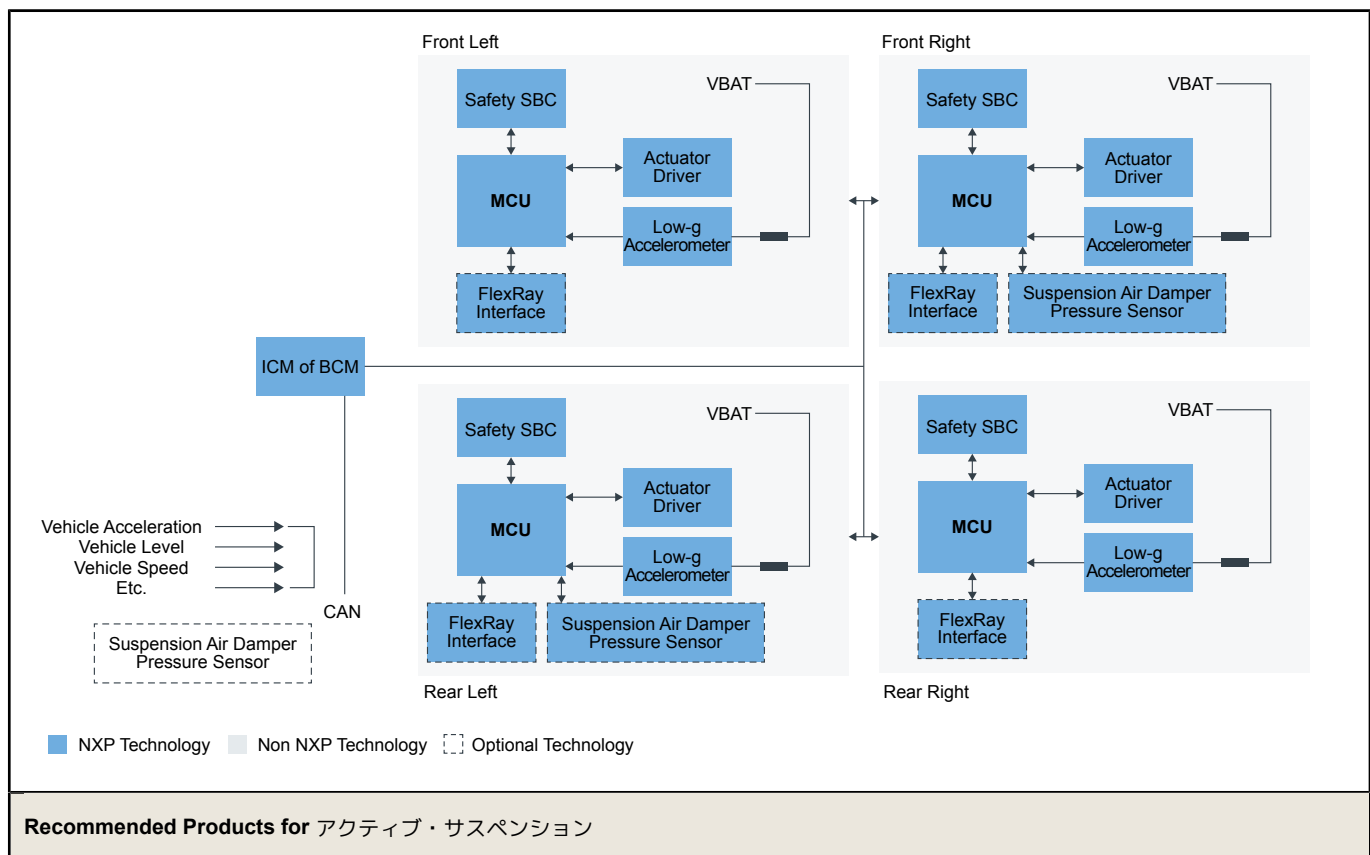 Front Left
Safety SBC
VBAT
MCU
Actuator
Driver
Low-g
Accelerometer
FlexRay
Interface
Front Right
Safety SBC
VBAT
MCU
Actuator
Driver
Low-g
Accelerometer
FlexRay
Interface
Suspension Air Damper
Pressure Sensor
ICM of BCM
Safety SBC
VBAT
MCU
Actuator
Driver
Low-g
Accelerometer
FlexRay
Interface
Suspension Air Damper
Pressure Sensor
Rear Left
Safety SBC
VBAT
MCU
Actuator
Driver
Low-g
Accelerometer
FlexRay
Interface
Rear Right
Vehicle Acceleration
Vehicle Level
Vehicle Speed
Etc.
CAN
Suspension Air Damper
Pressure Sensor
NXP Technology
Non NXP Technology
Optional Technology
Recommended Products for アクティブ・サスペンション